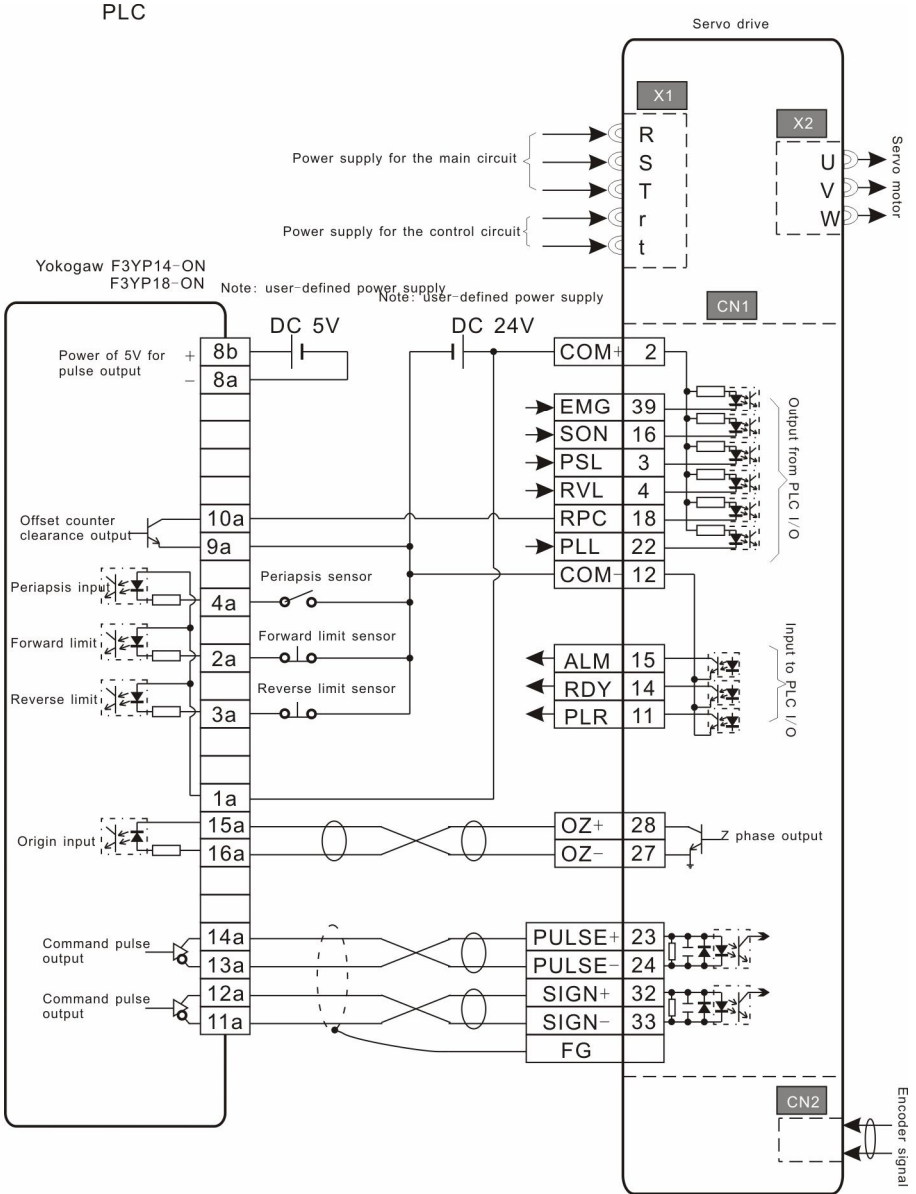 PLC
Servo drive
X1
X2
R
S
T
r
t
U
V
W
Servo motor
Power supply for the main circuit
Power supply for the control circuit
Yokogaw F3YP14-ON
F3YP18-ON
Note: user-defined power supply
Note: user-defined power supply
CN1
DC 5V
DC 24V
Power of 5V for
pulse output
+
−
8b
8a
COM+ 2
EMG 39
SON 16
PSL 3
RVL 4
RPC 18
PLL 22
COM- 12
Output from PLC I/O
Offset counter
clearance output
10a
9a
Periapsis input
4a
Periapsis sensor
Forward limit
2a
Forward limit sensor
Reverse limit
3a
Reverse limit sensor
ALM 15
RDY 14
PLR 11
Input to PLC I/O
1a
Origin input
15a
16a
OZ+ 28
OZ- 27
Z phase output
Command pulse
output
14a
13a
PULSE+ 23
PULSE- 24
Command pulse
output
12a
11a
SIGN+ 32
SIGN- 33
FG
CN2
Encoder signal